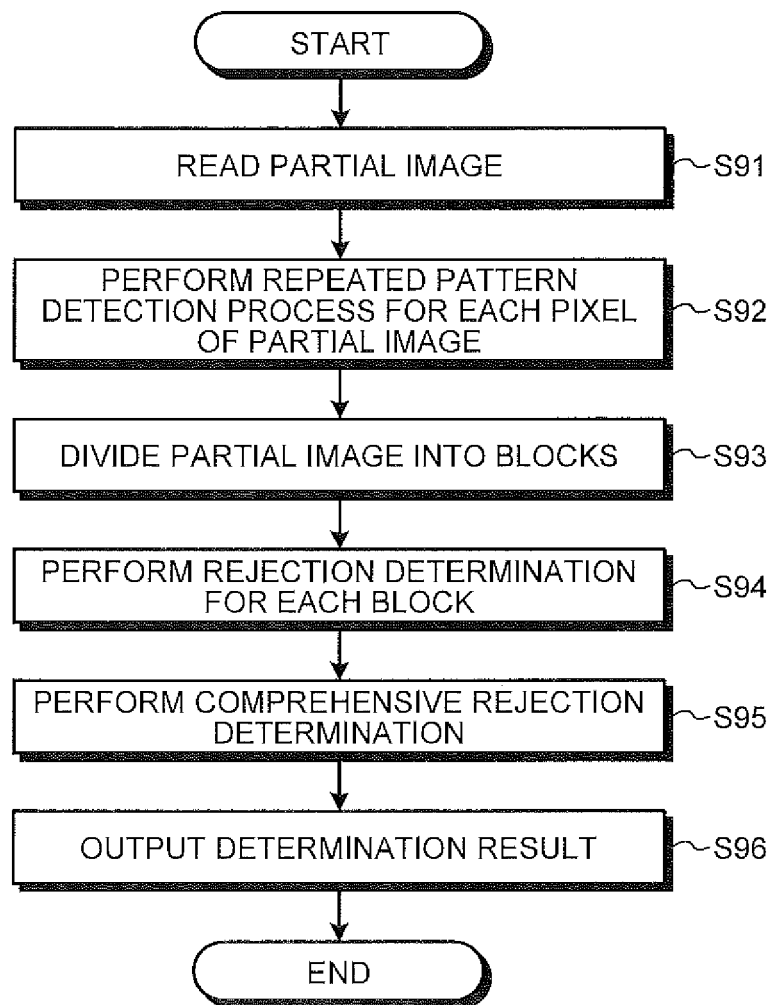 START
READ PARTIAL IMAGE
S91
PERFORM REPEATED PATTERN
DETECTION PROCESS FOR EACH PIXEL
OF PARTIAL IMAGE
S92
DIVIDE PARTIAL IMAGE INTO BLOCKS
S93
PERFORM REJECTION DETERMINATION
FOR EACH BLOCK
S94
PERFORM COMPREHENSIVE REJECTION
DETERMINATION
S95
OUTPUT DETERMINATION RESULT
S96
END